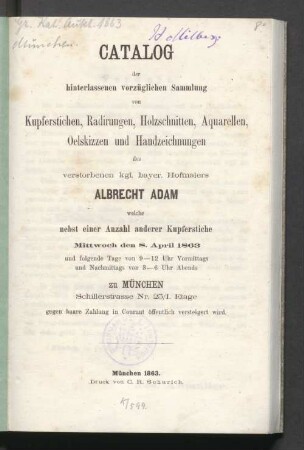 CATALOG
der
hinterlassenen vorzüglichen Sammlung
von
Kupferstichen, Radirungen, Holzschnitten, Aquarellen,
Oelskizzen und Handzeichnungen
des
verstorbenen kgl. bayer. Hofmalers
ALBRECHT ADAM
welche
nebst einer Anzahl anderer Kupferstiche
Mittwoch den 8. April 1863
und folgende Tage von 9—12 Uhr Vormittags
und Nachmittags von 3—6 Uhr Abends
zu MÜNCHEN
Schillerstrasse Nr. 25/1. Etage
gegen baare Zahlung in Courant öffentlich versteigert wird.
München 1863.
Druck von C. R. Schurich.